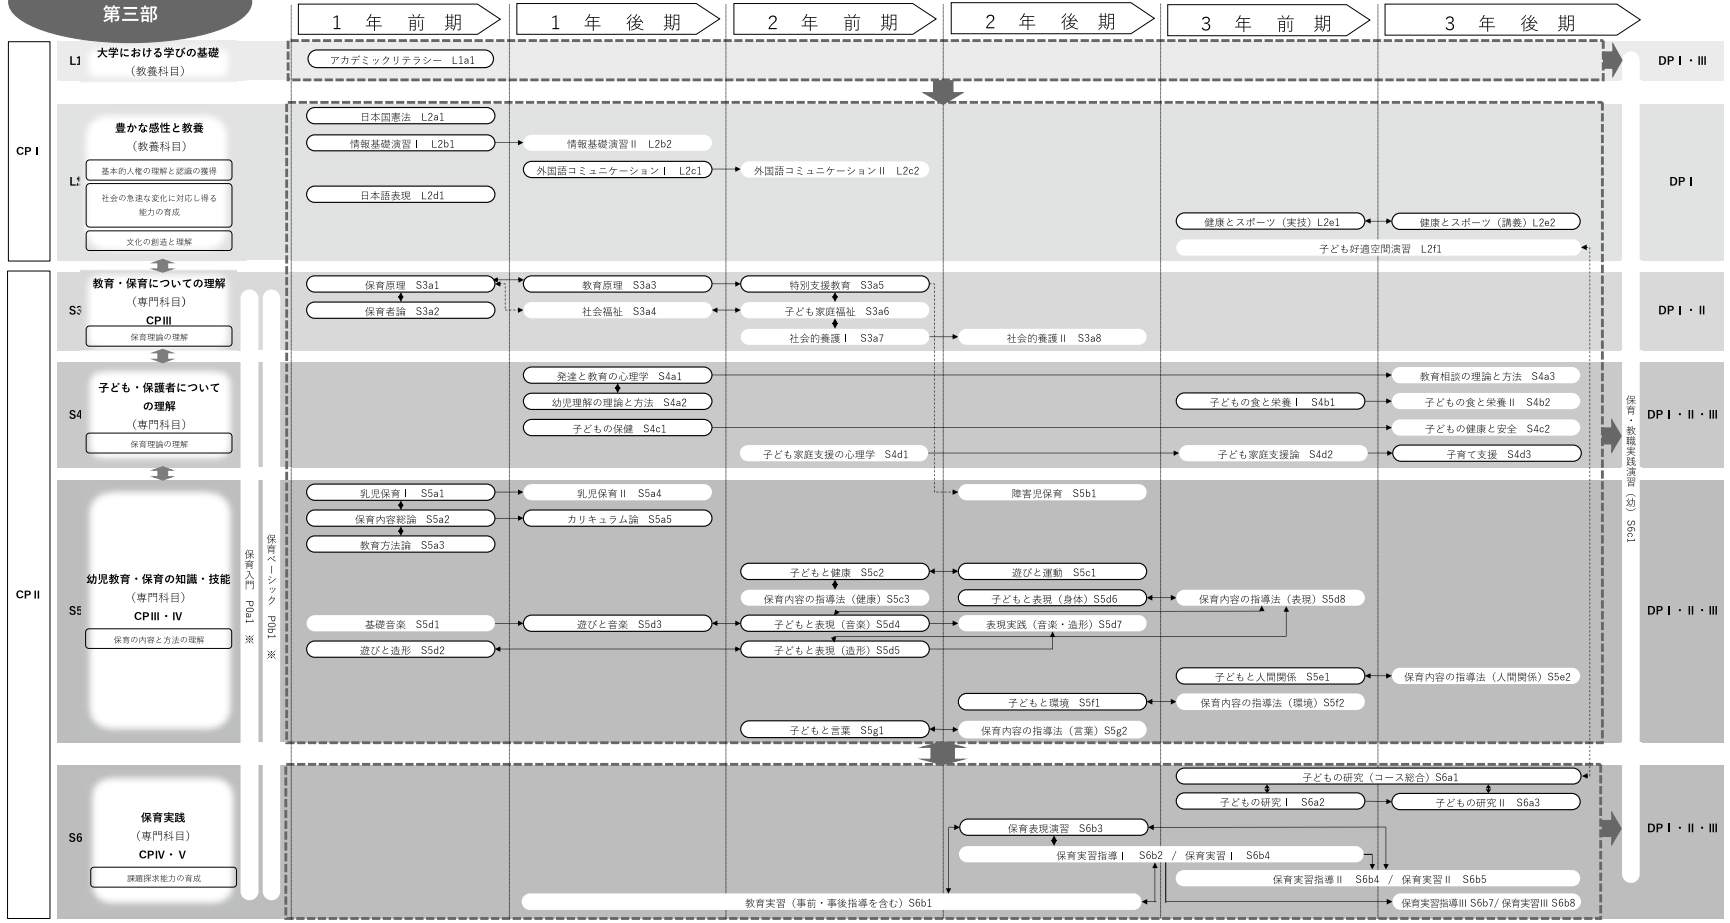 第三部
1 年 前 期
1 年 後 期
2 年 前 期
2 年 後 期
3 年 前 期
3 年 後 期
CP I
L1
大学における学びの基礎
(教養科目)
アカデミックリテラシー L1a1
DP I・III
L2
豊かな感性と教養
(教養科目)
基本的人権の理解と認識の獲得
社会の急速な変化に対応し得る
能力の育成
文化の創造と理解
日本国憲法 L2a1
情報基礎演習 I L2b1
情報基礎演習 II L2b2
外国語コミュニケーション I L2c1
外国語コミュニケーション II L2c2
日本語表現 L2d1
健康とスポーツ(実技)L2e1
健康とスポーツ(講義)L2e2
子ども好適空間演習 L2f1
DP I
CP II
S3
教育・保育についての理解
(専門科目)
CPIII
保育理論の理解
保育原理 S3a1
教育原理 S3a3
特別支援教育 S3a5
保育者論 S3a2
社会福祉 S3a4
子ども家庭福祉 S3a6
社会的養護 I S3a7
社会的養護 II S3a8
DP I・II
S4
子ども・保護者について
の理解
(専門科目)
保育理論の理解
発達と教育の心理学 S4a1
教育相談の理論と方法 S4a3
幼児理解の理論と方法 S4a2
子どもの食と栄養 I S4b1
子どもの食と栄養 II S4b2
子どもの保健 S4c1
子どもの健康と安全 S4c2
子ども家庭支援の心理学 S4d1
子ども家庭支援論 S4d2
子育て支援 S4d3
DP I・II・III
S5
幼児教育・保育の知識・技能
(専門科目)
CPIII・IV
保育の内容と方法の理解
保育入門 P0a1 ※
保育ベーシック P0b1 ※
乳児保育 I S5a1
乳児保育 II S5a4
障害児保育 S5b1
保育内容総論 S5a2
カリキュラム論 S5a5
教育方法論 S5a3
子どもと健康 S5c2
遊びと運動 S5c1
保育内容の指導法(健康)S5c3
子どもと表現(身体)S5d6
保育内容の指導法(表現)S5d8
基礎音楽 S5d1
遊びと音楽 S5d3
子どもと表現(音楽)S5d4
表現実践(音楽・造形)S5d7
遊びと造形 S5d2
子どもと表現(造形)S5d5
子どもと人間関係 S5e1
保育内容の指導法(人間関係)S5e2
子どもと環境 S5f1
保育内容の指導法(環境)S5f2
子どもと言葉 S5g1
保育内容の指導法(言葉)S5g2
DP I・II・III
保育・教職実践演習(幼)S6c1
S6
保育実践
(専門科目)
CPIV・V
課題探求能力の育成
子どもの研究(コース総合)S6a1
子どもの研究 I S6a2
子どもの研究 II S6a3
保育表現演習 S6b3
保育実習指導 I S6b2 / 保育実習 I S6b4
保育実習指導 II S6b4 / 保育実習 II S6b5
教育実習(事前・事後指導を含む)S6b1
保育実習指導III S6b7/ 保育実習III S6b8
DP I・II・III